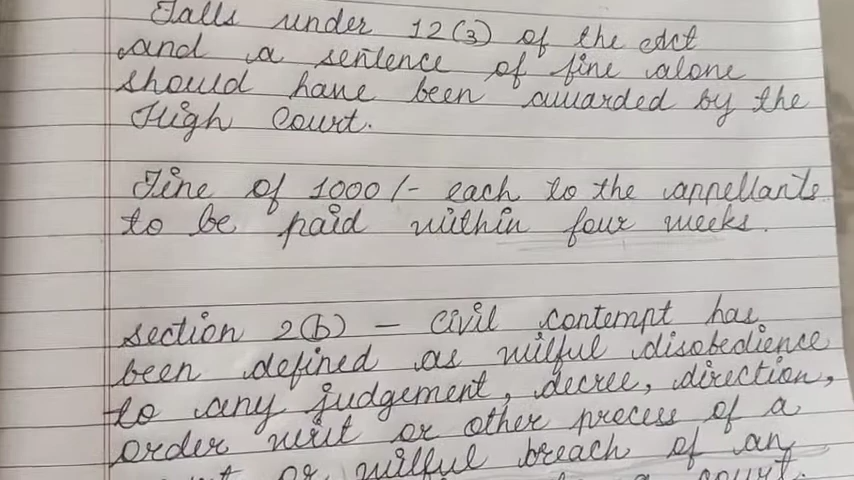 Falls under 12(3) of the Act
and a sentence of fine alone
should have been awarded by the
High Court.
Fine of 1000/- each to the appellants
to be paid within four weeks.
section 2(b) - Civil contempt has
been defined as wilful disobedience
to any judgement, decree, direction,
order writ or other process of a
or wilful breach of an
a court.